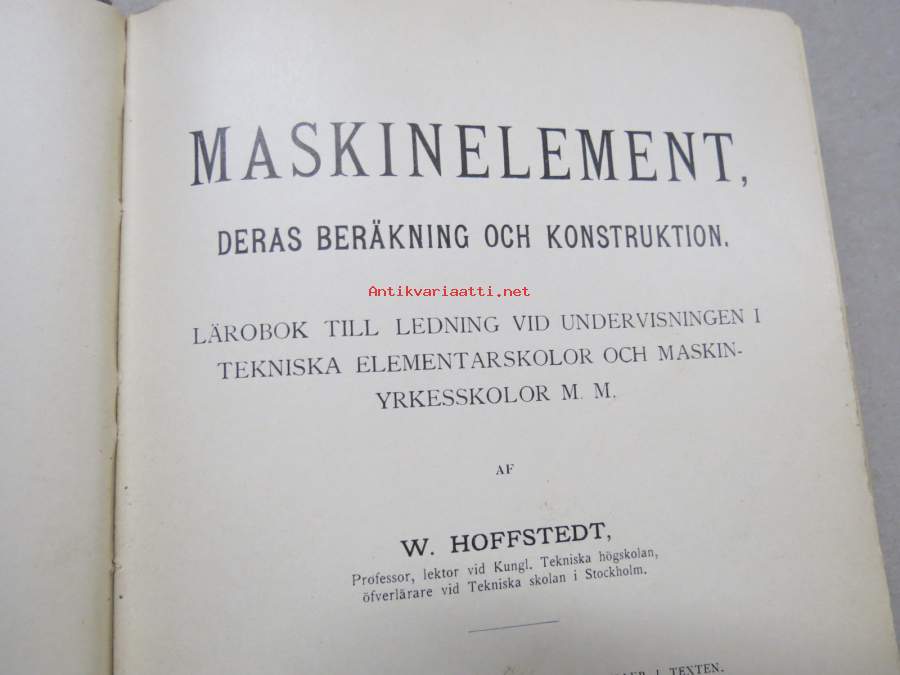 MASKINELEMENT,
DERAS BERÄKNING OCH KONSTRUKTION.
Antikvariaatti.net
LÄROBOK TILL LEDNING VID UNDERVISNINGEN I
TEKNISKA ELEMENTARSKOLOR OCH MASKIN-
YRKESSKOLOR M. M.
AF
W. HOFFSTEDT,
Professor, lektor vid Kungl. Tekniska högskolan,
öfverlärare vid Tekniska skolan i Stockholm.
I TEXTEN.